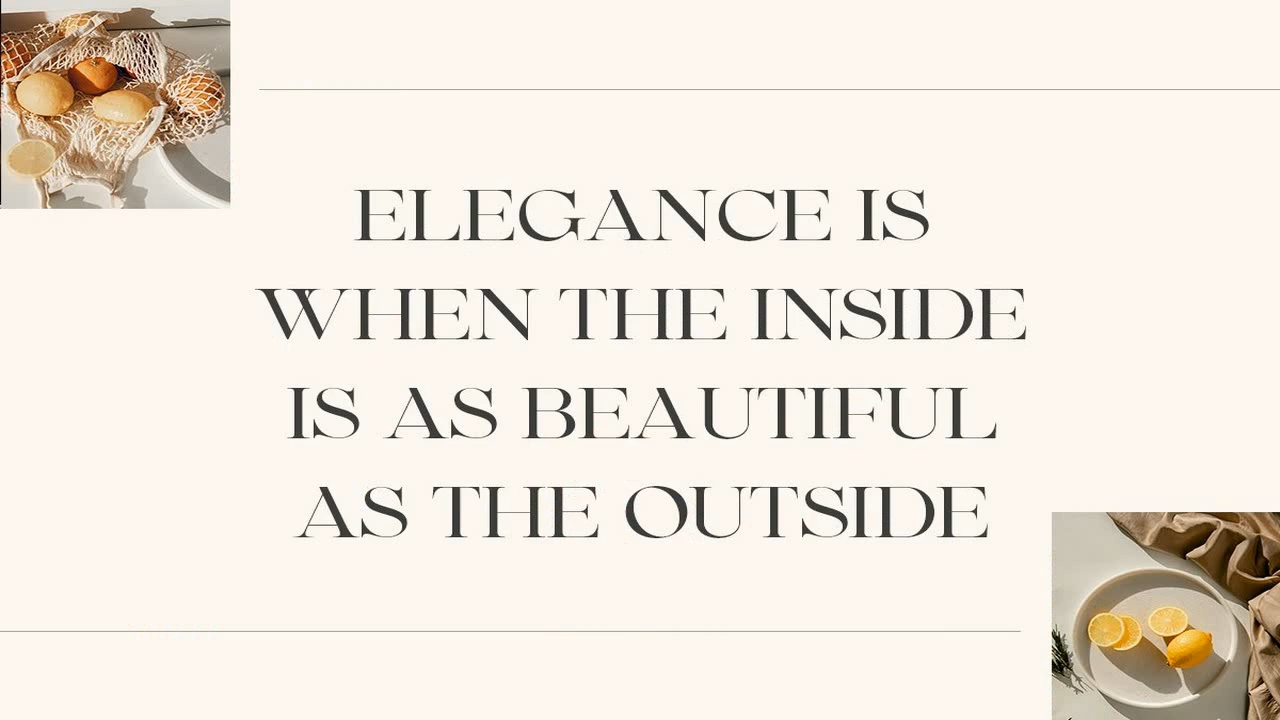 ELEGANCE IS
WHEN THE INSIDE
IS AS BEAUTIFUL
AS THE OUTSIDE